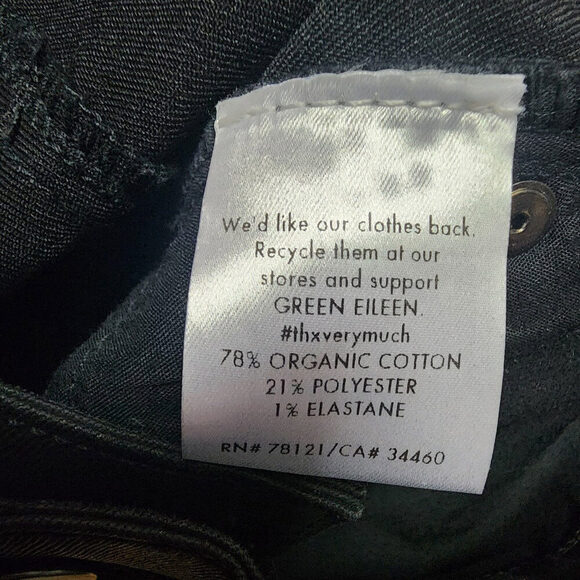 We'd like our clothes back.
Recycle them at our
stores and support
GREEN EILEEN.
#thxverymuch
78% ORGANIC COTTON
21% POLYESTER
1% ELASTANE
RN# 78121/CA# 34460